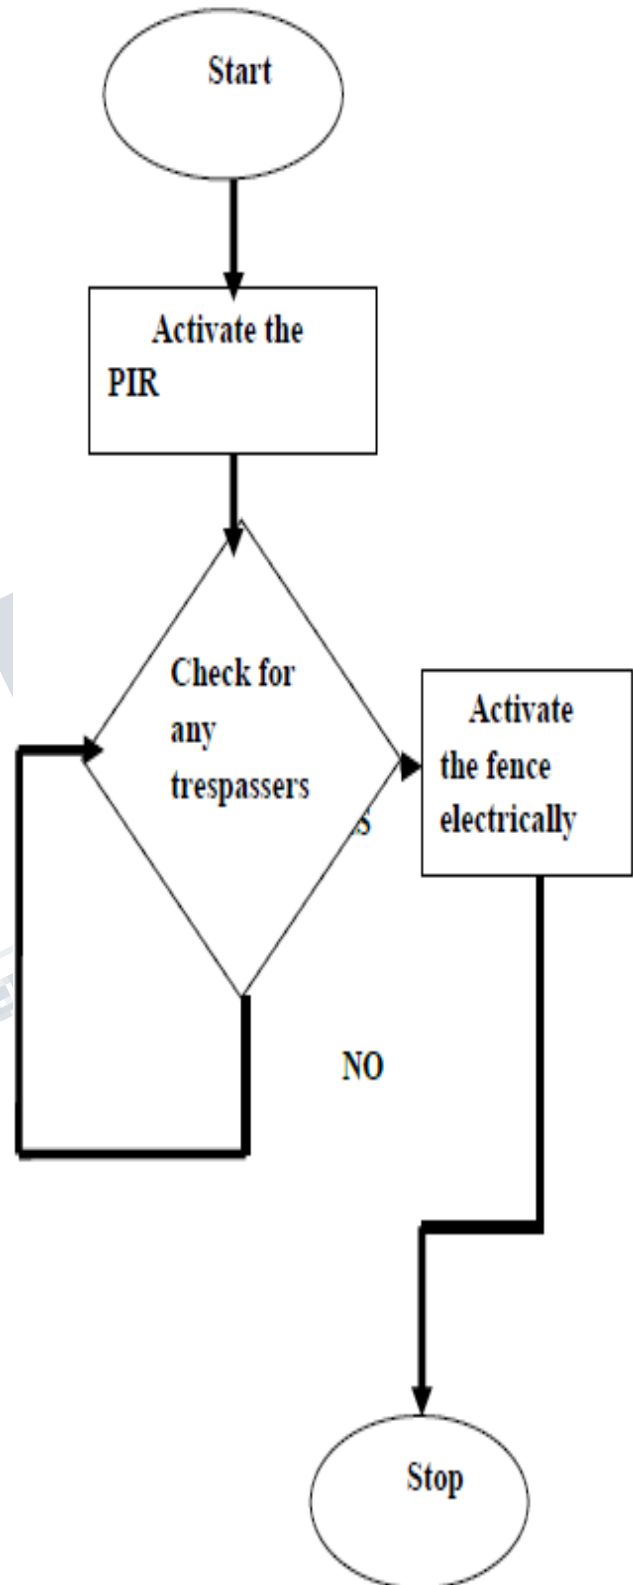 Start
Activate the
PIR
Check for
any
trespassers
Activate
the fence
electrically
NO
Stop